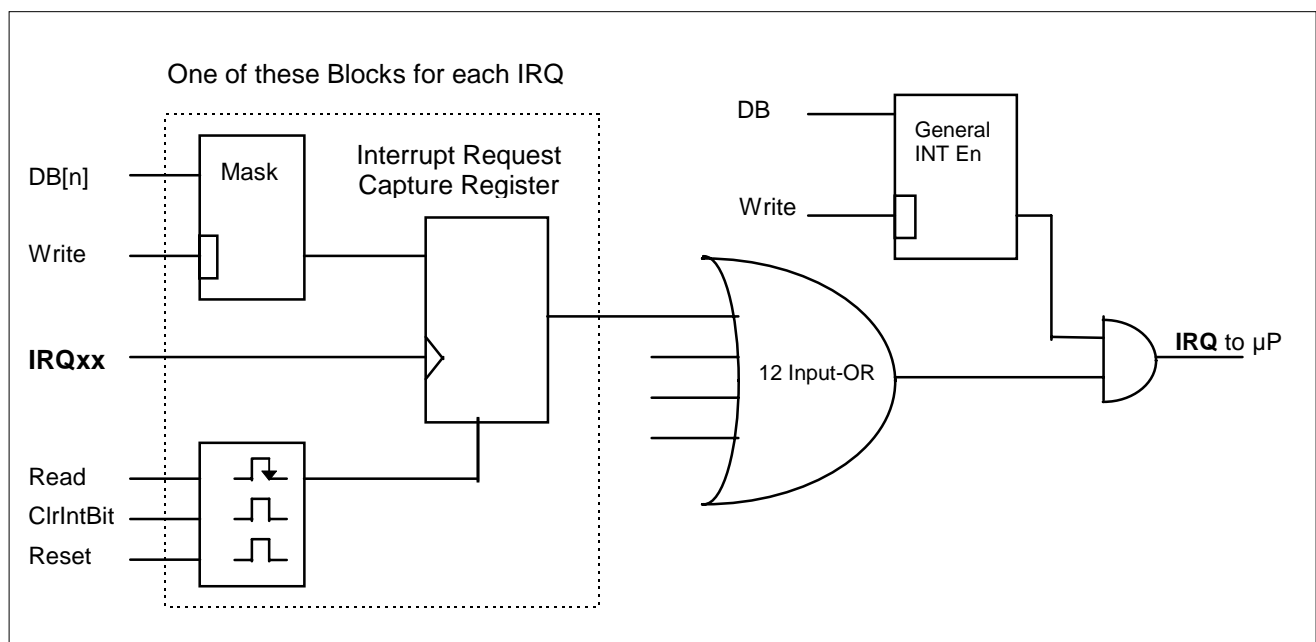 One of these Blocks for each IRQ
DB[n]
Write
IRQxx
Read
ClrIntBit
Reset
Mask
Interrupt Request
Capture Register
12 Input-OR
DB
Write
General
INT En
IRQ to µP